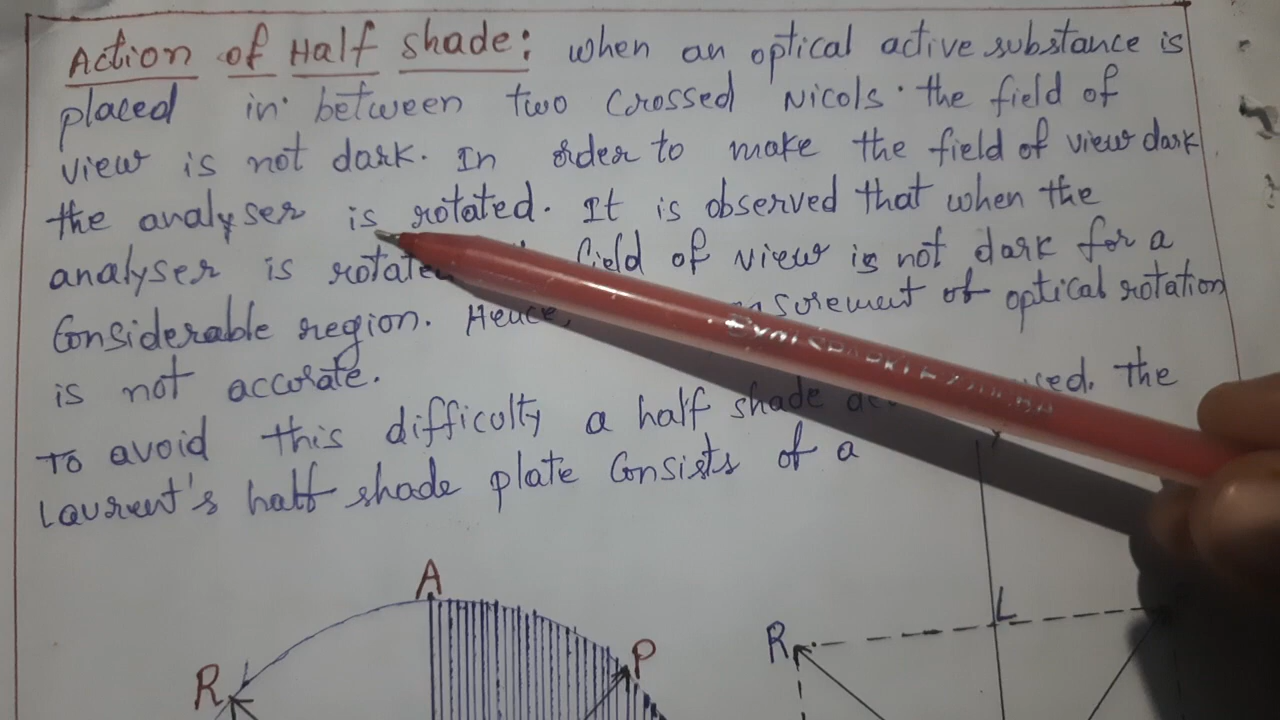 Action of Half shade: when an optical active substance is
placed in between two crossed Nicols. the field of
view is not dark. In order to make the field of view dark
the analyser is rotated. It is observed that when the
analyser is rotated field of view is not dark for a
Considerable region. Hence, of optical rotation
is not accurate.
To avoid this difficulty a half shade The
Laurent's half shade plate Consists of a
A
R
P
R
L